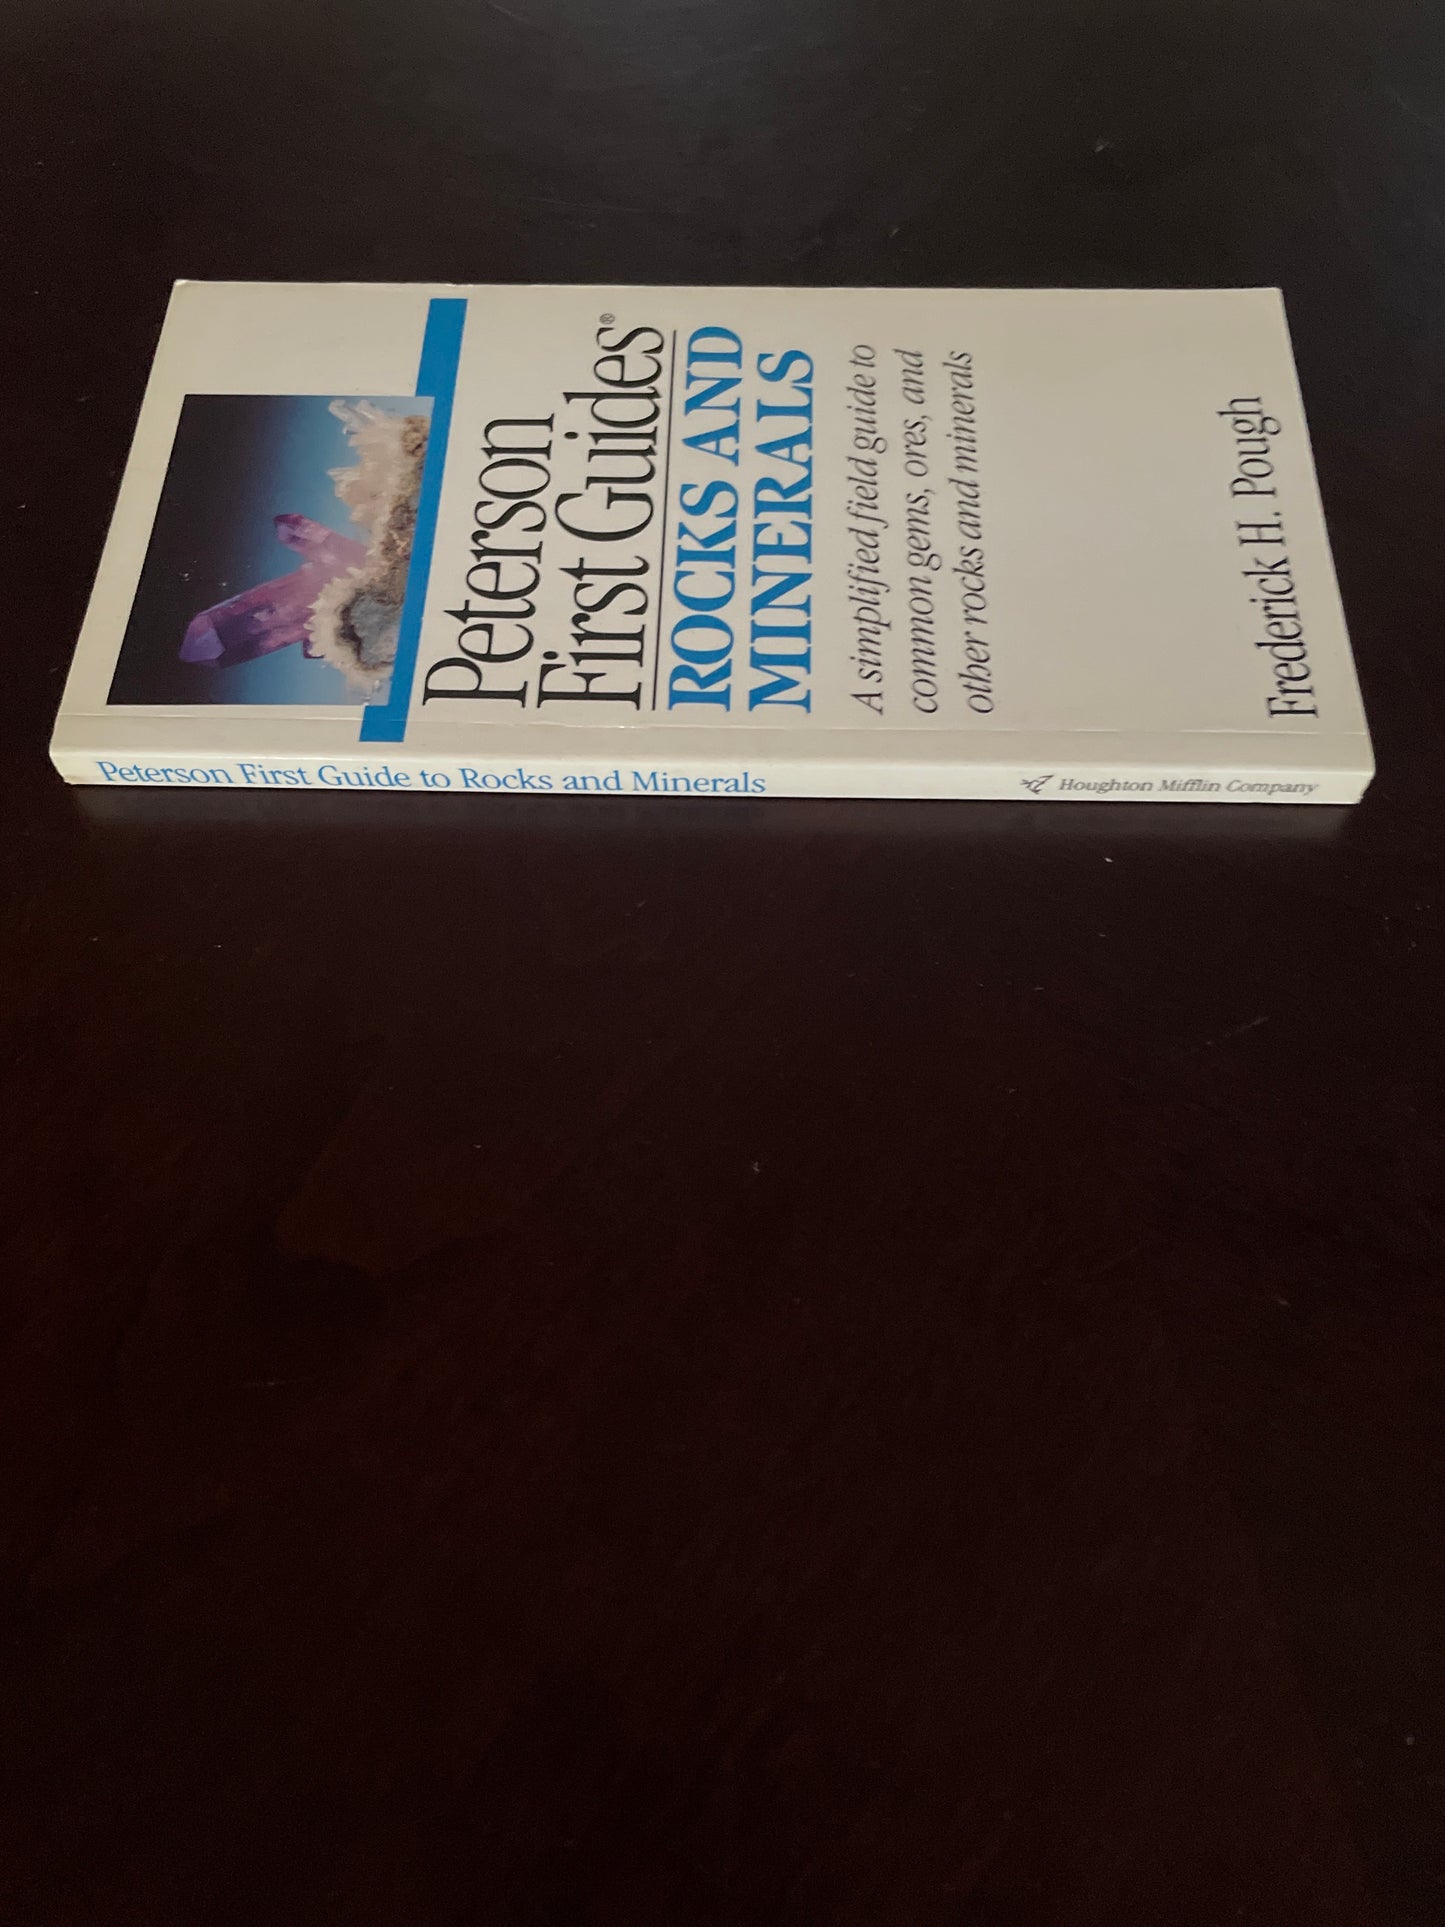 Peterson
First Guides®
ROCKS AND
MINERALS
A simplified field guide to
common gems, ores, and
other rocks and minerals
Frederick H. Pough
Peterson First Guide to Rocks and Minerals
Houghton Mifflin Company